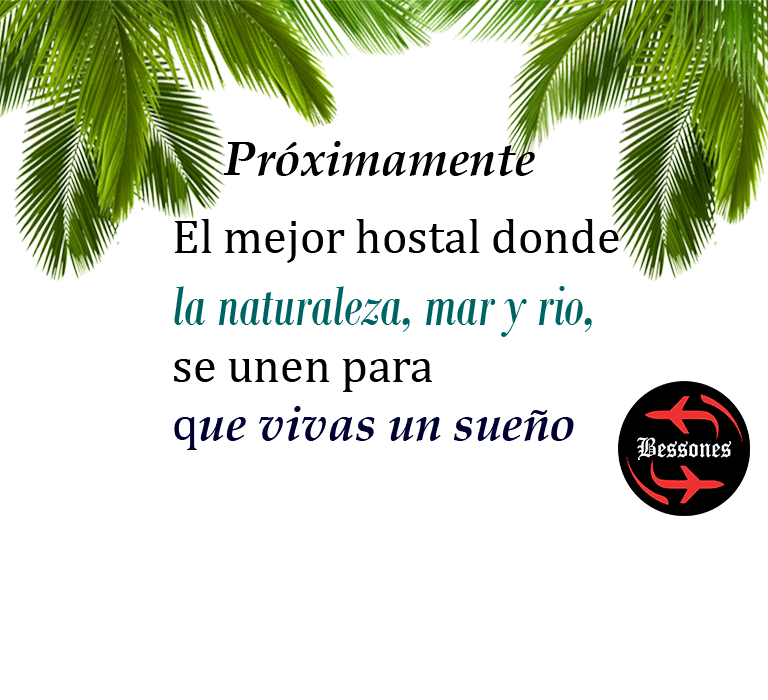 Próximamente
El mejor hostal donde
la naturaleza, mar y rio,
se unen para
que vivas un sueño
Bessones